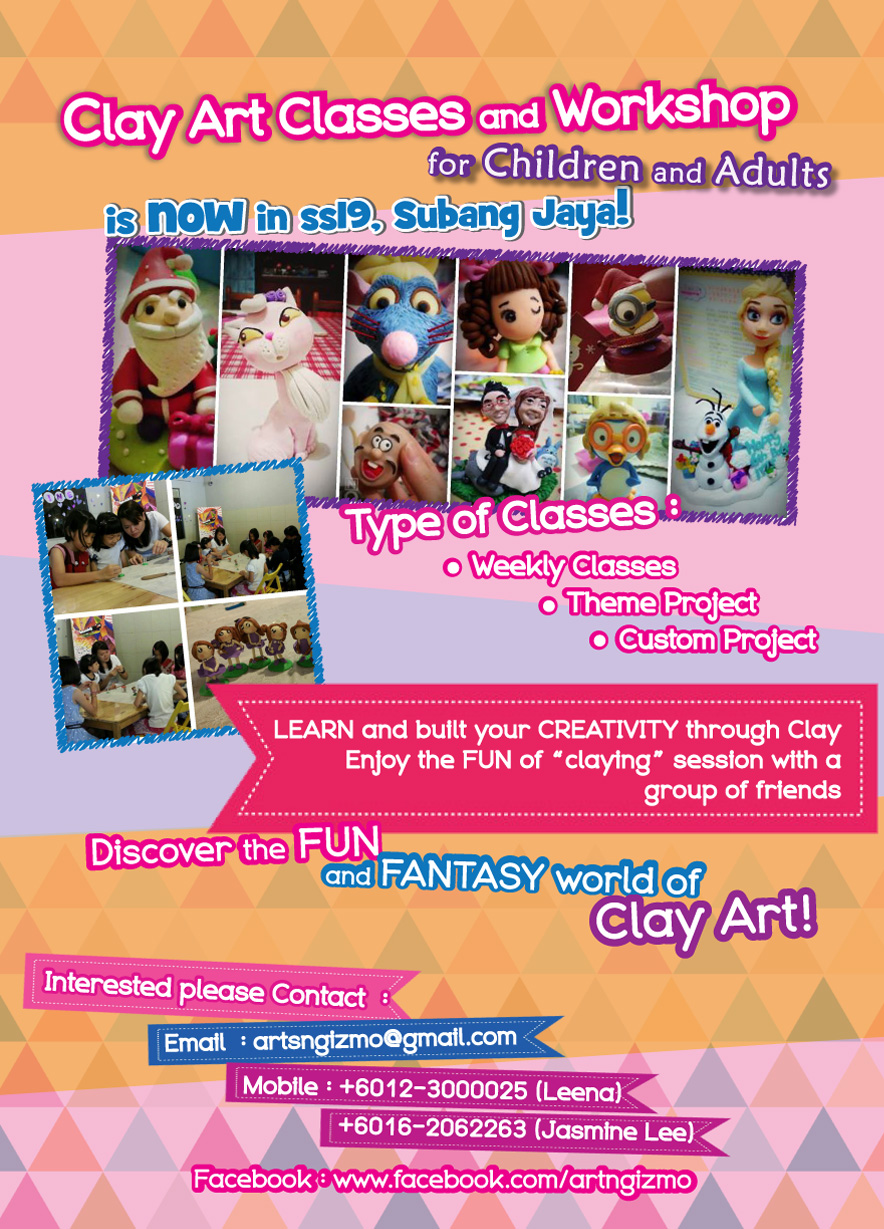 Clay Art Classes and Workshop
for Children and Adults
is now in ss19, Subang Jaya!
Type of Classes :
• Weekly Classes
• Theme Project
• Custom Project
LEARN and built your CREATIVITY through Clay
Enjoy the FUN of “claying” session with a
group of friends
Discover the FUN
and FANTASY world of
Clay Art!
Interested please Contact :
Email : artsngizmo@gmail.com
Mobile : +6012-3000025 (Leena)
+6016-2062263 (Jasmine Lee)
Facebook : www.facebook.com/artngizmo